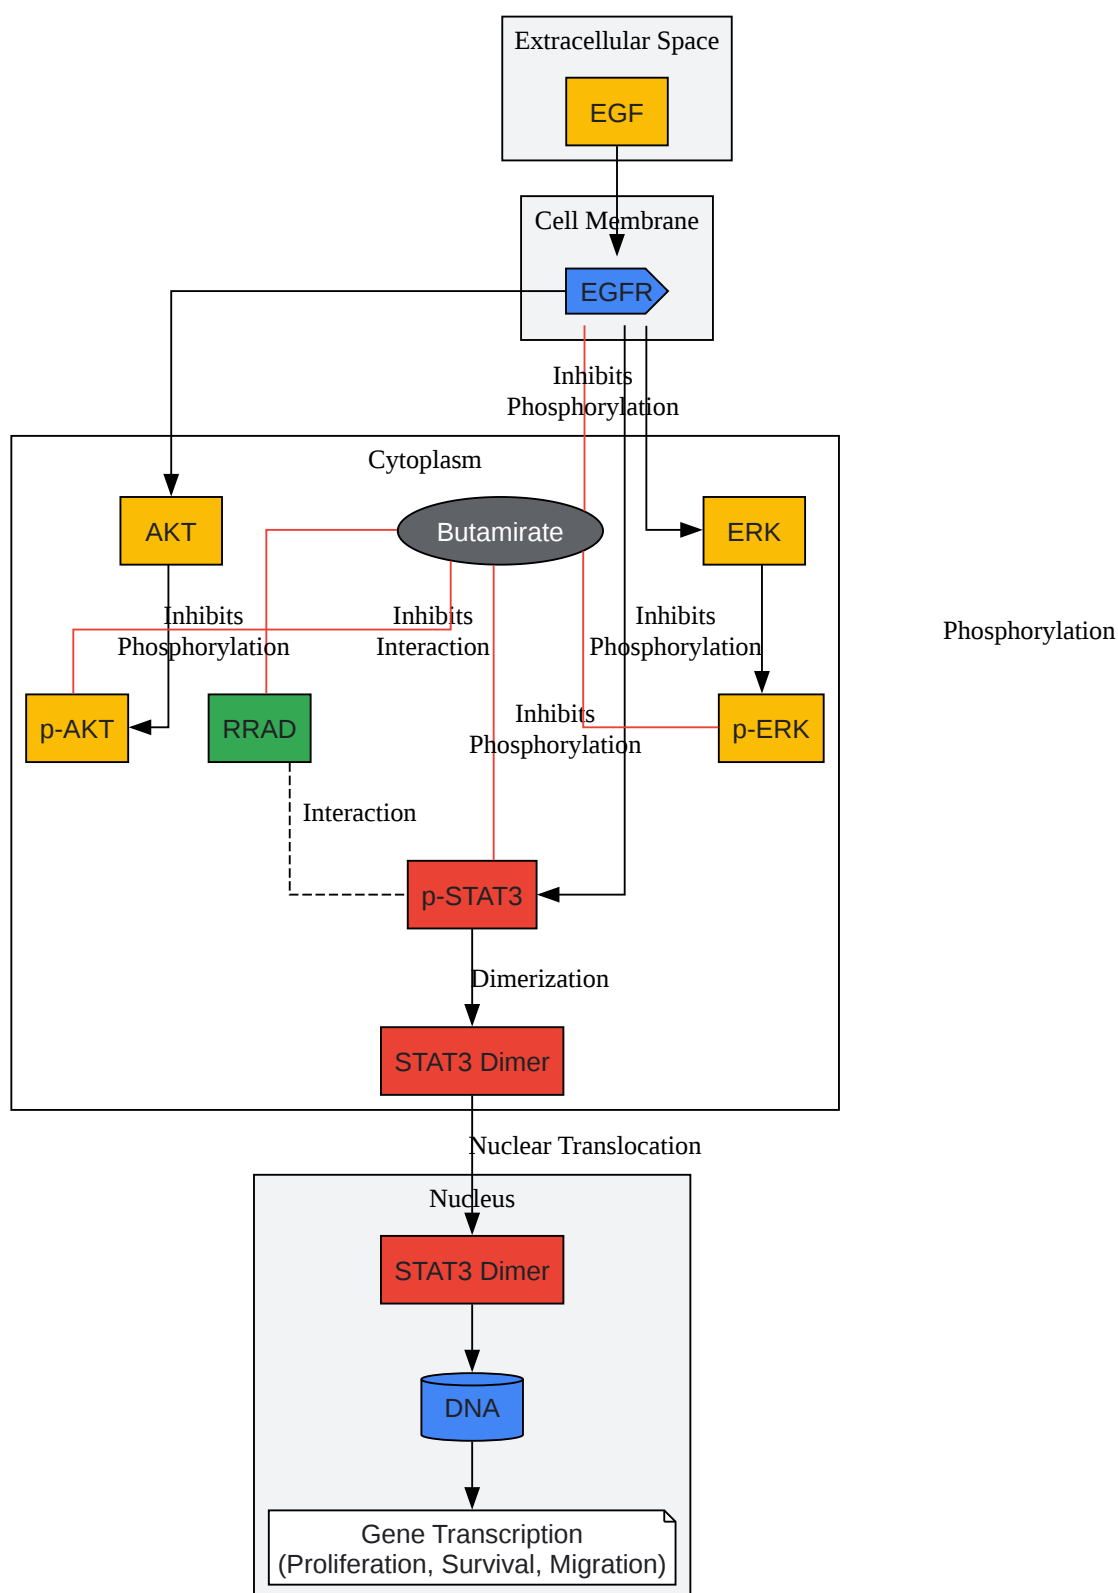 Extracellular Space
EGF
Cell Membrane
EGFR
Inhibits
Phosphorylation
Cytoplasm
AKT
Butamirate
ERK
Inhibits
Phosphorylation
Inhibits
Interaction
Inhibits
Phosphorylation
Phosphorylation
p-AKT
RRAD
Inhibits
Phosphorylation
p-ERK
Interaction
p-STAT3
Dimerization
STAT3 Dimer
Nuclear Translocation
Nucleus
STAT3 Dimer
DNA
Gene Transcription
(Proliferation, Survival, Migration)